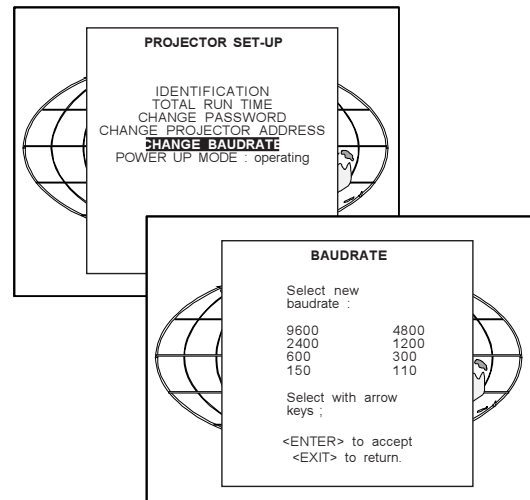 PROJECTOR SET-UP
IDENTIFICATION
TOTAL RUN TIME
CHANGE PASSWORD
CHANGE PROJECTOR ADDRESS
CHANGE BAUDRATE
POWER UP MODE : operating
BAUDRATE
Select new
baudrate :
9600 4800
2400 1200
600 300
150 110
Select with arrow
keys ;
<ENTER> to accept
<EXIT> to return.